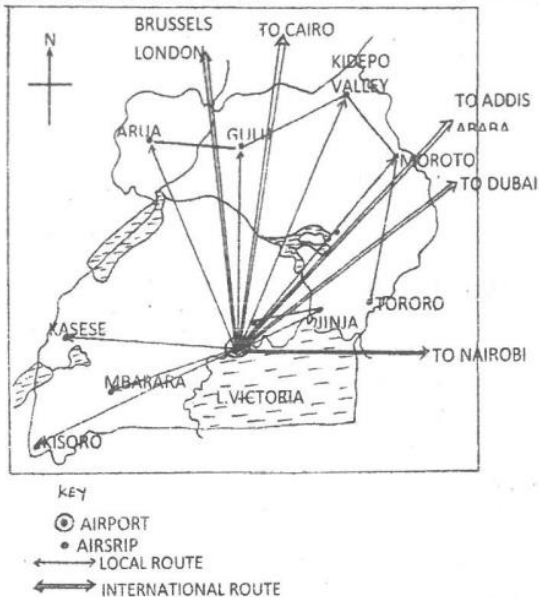 BRUSSELS
LONDON
TO CAIRO
N
KIDEPO
VALLEY
TO ADDIS
ABABA
ARUA
GULU
MOROTO
TO DUBAI
TORORO
JINJA
KASESE
TO NAIROBI
MBARARA
L.VICTORIA
KISORO
KEY
AIRPORT
AIRSRIP
LOCAL ROUTE
INTERNATIONAL ROUTE